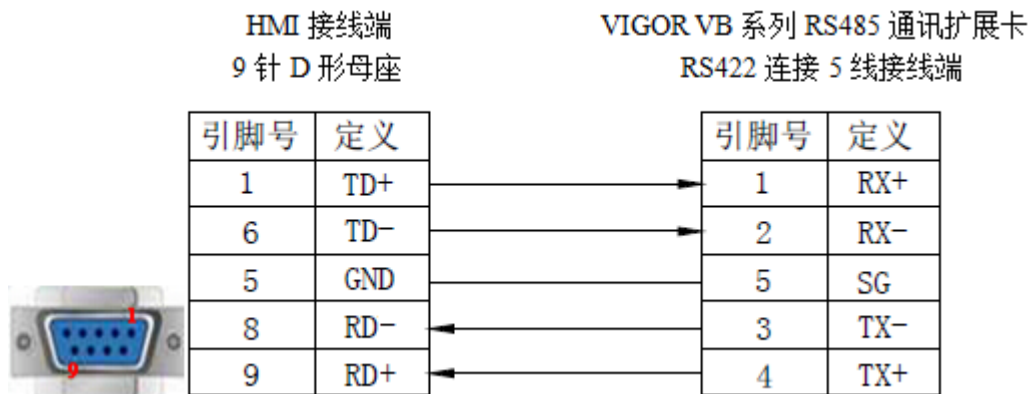 HMI 接线端
9 针 D 形母座
VIGOR VB 系列 RS485 通讯扩展卡
RS422 连接 5 线接线端
引脚号 定义 引脚号 定义
1 TD+ 1 RX+
6 TD- 2 RX-
5 GND 5 SG
8 RD- 3 TX-
9 RD+ 4 TX+
1
9